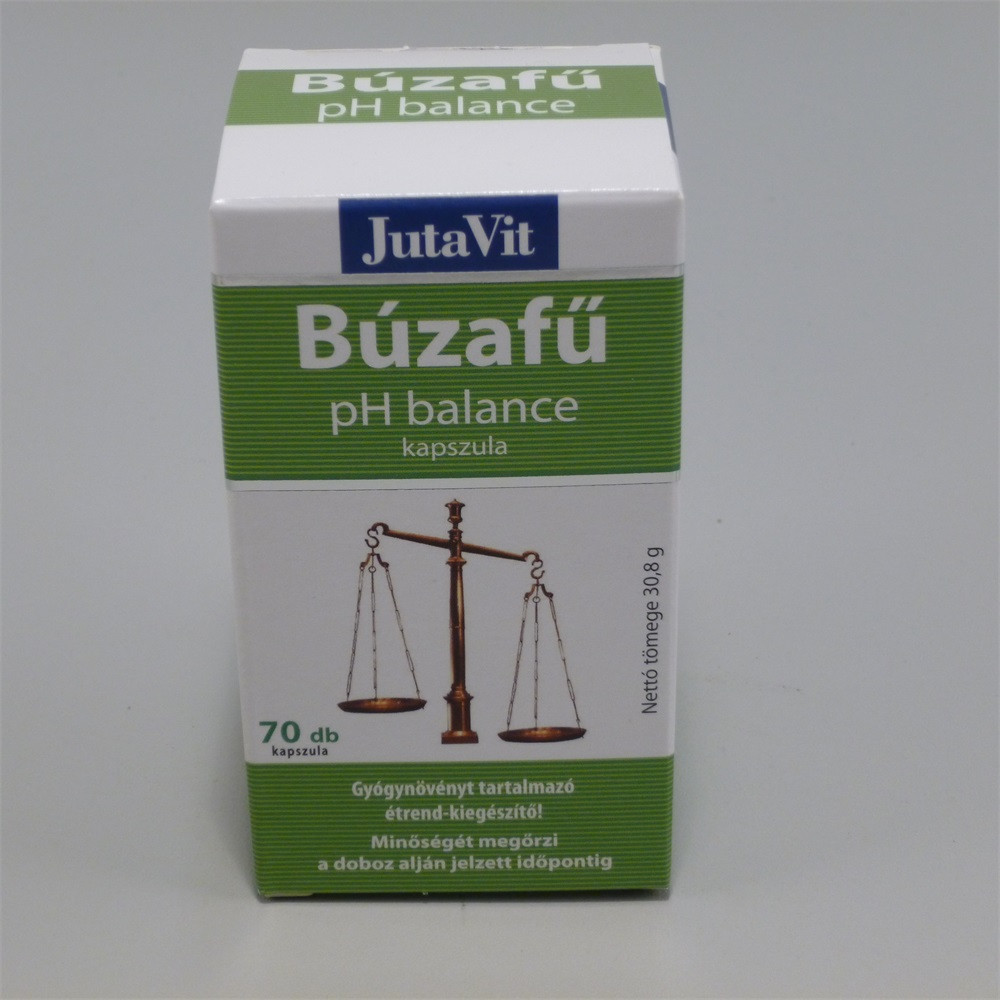 Búzafű
pH balance
JutaVit
Búzafű
pH balance
kapszula
Nettó tömege 30,8 g
70 db
kapszula
Gyógynövényt tartalmazó
étrend-kiegészítő!
Minőségét megőrzi
a doboz alján jelzett időpontig